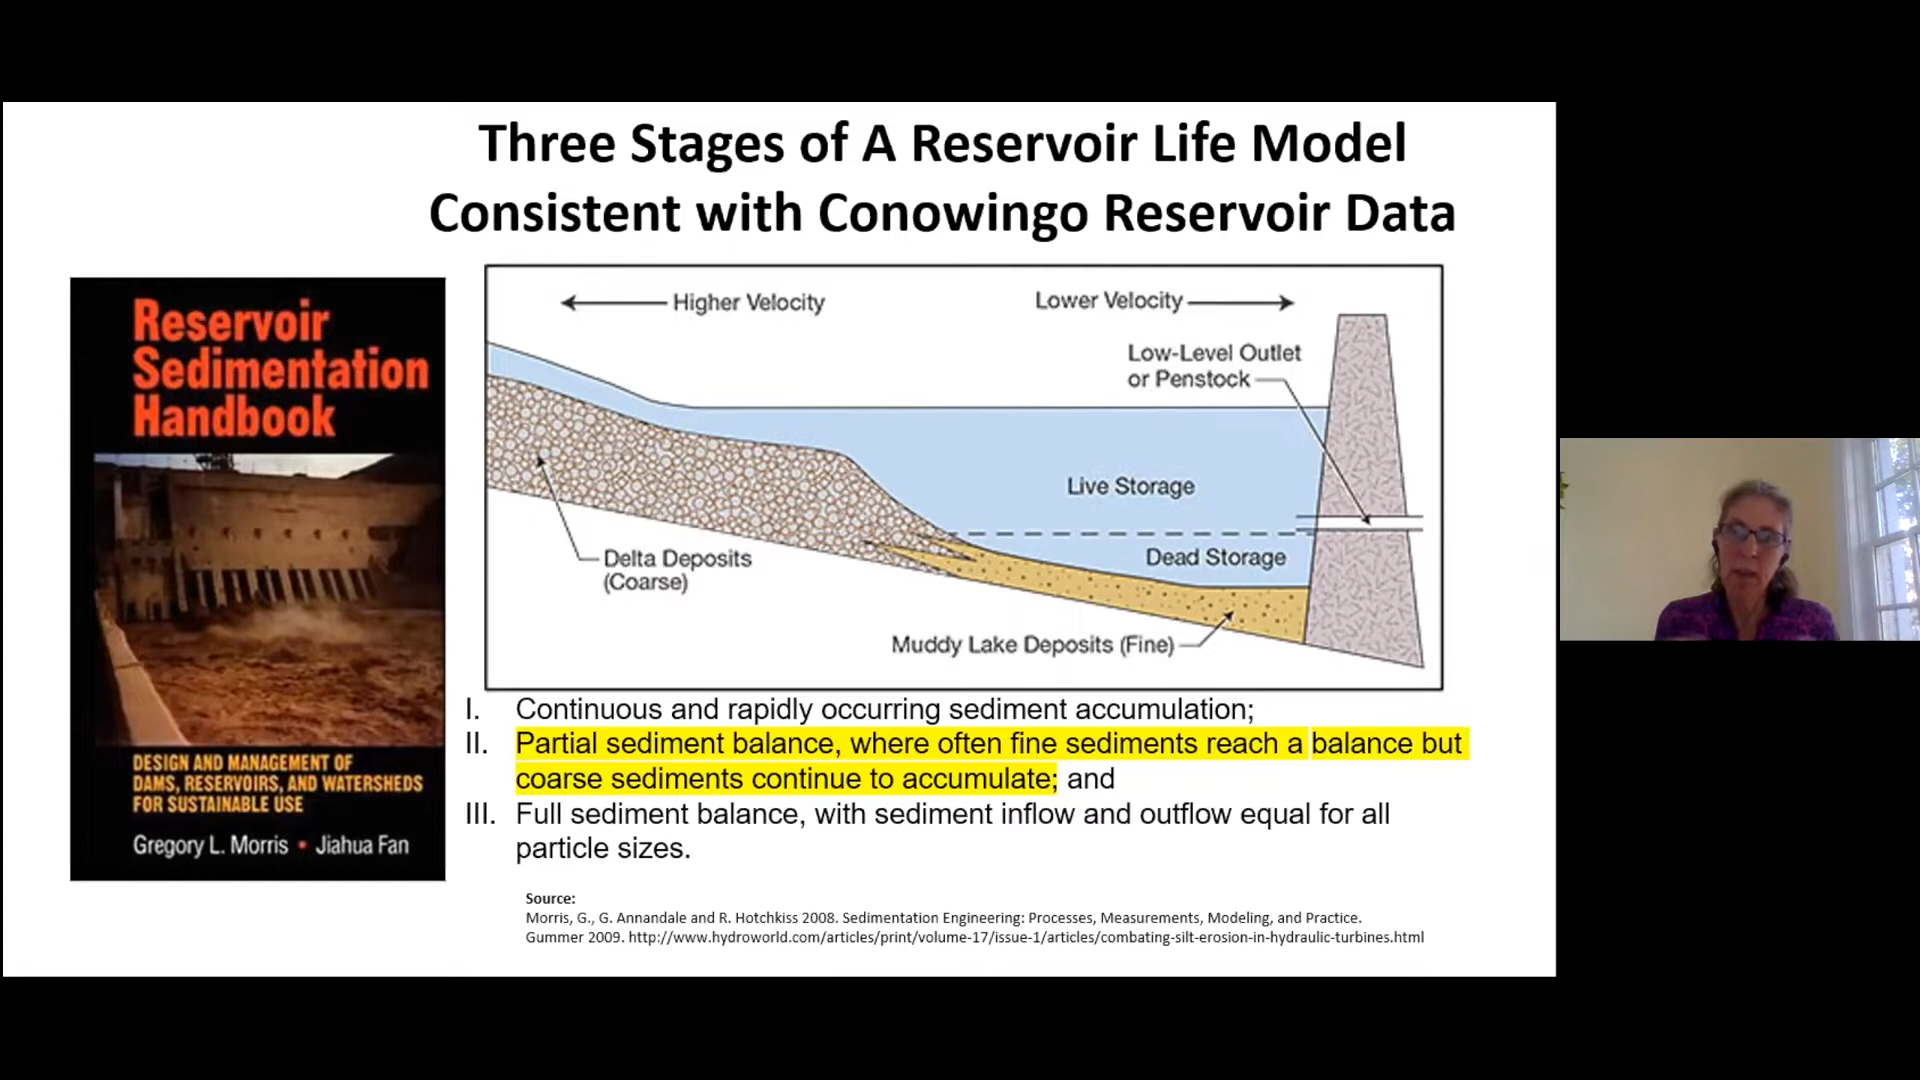 Three Stages of A Reservoir Life Model
Consistent with Conowingo Reservoir Data
Reservoir
Sedimentation
Handbook
DESIGN AND MANAGEMENT OF
DAMS, RESERVOIRS, AND WATERSHEDS
FOR SUSTAINABLE USE
Gregory L. Morris • Jiahua Fan
Higher Velocity
Lower Velocity
Low-Level Outlet
or Penstock
Live Storage
Dead Storage
Delta Deposits
(Coarse)
Muddy Lake Deposits (Fine)
I. Continuous and rapidly occurring sediment accumulation;
II. Partial sediment balance, where often fine sediments reach a balance but
coarse sediments continue to accumulate; and
III. Full sediment balance, with sediment inflow and outflow equal for all
particle sizes.
Source:
Morris, G., G. Annandale and R. Hotchkiss 2008. Sedimentation Engineering: Processes, Measurements, Modeling, and Practice.
Gummer 2009. http://www.hydroworld.com/articles/print/volume-17/issue-1/articles/combating-silt-erosion-in-hydraulic-turbines.html